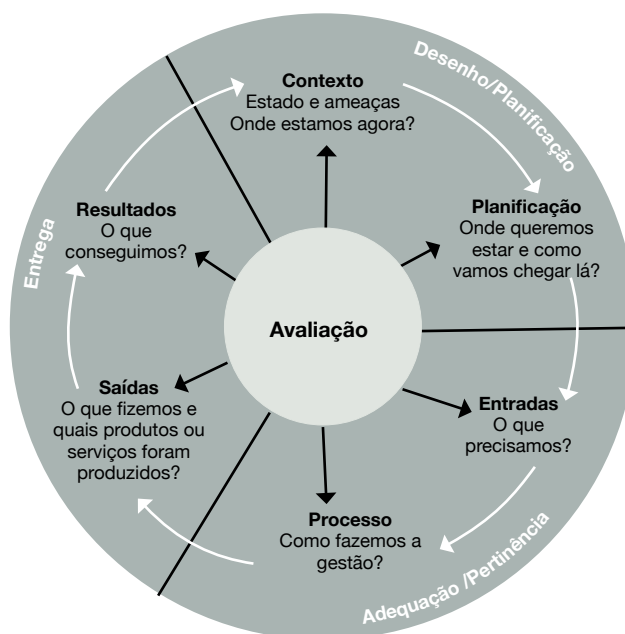 Desenho/Planificação
Contexto
Estado e ameaças
Onde estamos agora?
Planificação
Onde queremos
estar e como
vamos chegar lá?
Entradas
O que
precisamos?
Adequação /Pertinência
Processo
Como fazemos a
gestão?
Saídas
O que fizemos e
quais produtos ou
serviços foram
produzidos?
Entrega
Resultados
O que
conseguimos?
Avaliação